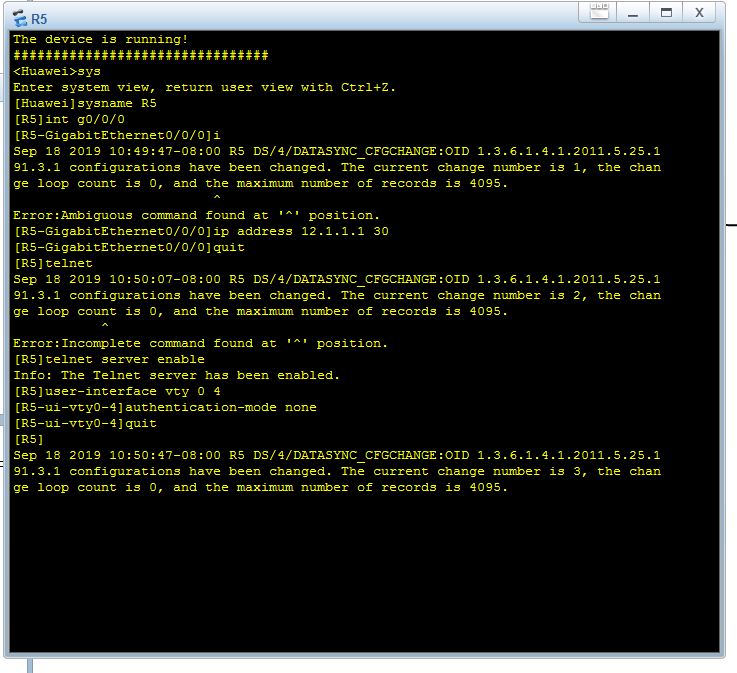 R5
The device is running!
################################
<Huawei>sys
Enter system view, return user view with Ctrl+Z.
[Huawei]sysname R5
[R5]int g0/0/0
[R5-GigabitEthernet0/0/0]i
Sep 18 2019 10:49:47-08:00 R5 DS/4/DATASYNC_CFGCHANGE:OID 1.3.6.1.4.1.2011.5.25.1
91.3.1 configurations have been changed. The current change number is 1, the chan
ge loop count is 0, and the maximum number of records is 4095.
^
Error:Ambiguous command found at '^' position.
[R5-GigabitEthernet0/0/0]ip address 12.1.1.1 30
[R5-GigabitEthernet0/0/0]quit
[R5]telnet
Sep 18 2019 10:50:07-08:00 R5 DS/4/DATASYNC_CFGCHANGE:OID 1.3.6.1.4.1.2011.5.25.1
91.3.1 configurations have been changed. The current change number is 2, the chan
ge loop count is 0, and the maximum number of records is 4095.
^
Error:Incomplete command found at '^' position.
[R5]telnet server enable
Info: The Telnet server has been enabled.
[R5]user-interface vty 0 4
[R5-ui-vty0-4]authentication-mode none
[R5-ui-vty0-4]quit
[R5]
Sep 18 2019 10:50:47-08:00 R5 DS/4/DATASYNC_CFGCHANGE:OID 1.3.6.1.4.1.2011.5.25.1
91.3.1 configurations have been changed. The current change number is 3, the chan
ge loop count is 0, and the maximum number of records is 4095.